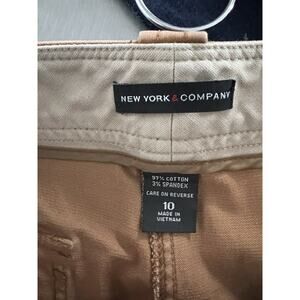 NEW YORK & COMPANY
97% COTTON
3% SPANDEX
CARE ON REVERSE
10
MADE IN
VIETNAM